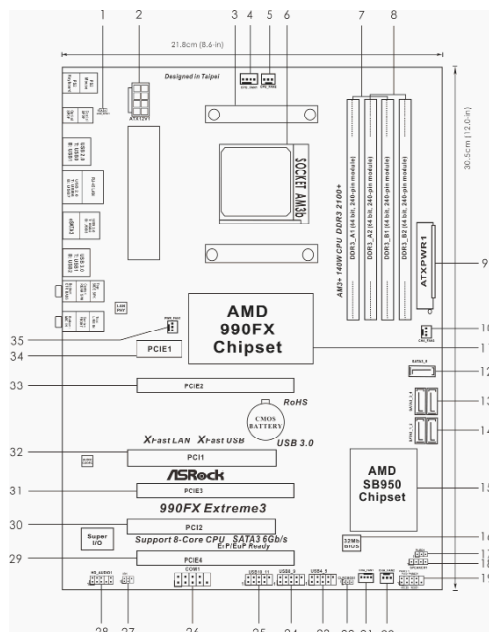 1 2 3 4 5 6 7 8
21.8cm (8.6-in)
Designed in Taipei
ATX12V1
30.5cm (12.0-in)
SOCKET AM3b
AM3+ 140W CPU DDR3 2100+
DDR3_A1 (64 bit, 240-pin module)
DDR3_A2 (64 bit, 240-pin module)
DDR3_B1 (64 bit, 240-pin module)
DDR3_B2 (64 bit, 240-pin module)
ATXPWR1
9
10
11
12
13
14
15
16
17
18
19
AMD
990FX
Chipset
35
34
PCIE1
33
PCIE2
RoHS
CMOS
BATTERY
USB 3.0
XFast LAN XFast USB
32
PCI1
ASRock
31
PCIE3
990FX Extreme3
30
PCI2
AMD
SB950
Chipset
32Mb
BIOS
Super
I/O
Support 8-Core CPU SATA3 6Gb/s
ErP/EuP Ready
29
PCIE4
HD_AUDIO1
COM1
USB10_11
USB8_9
USB4_5
28 27 26 25 24 23 22 21 20